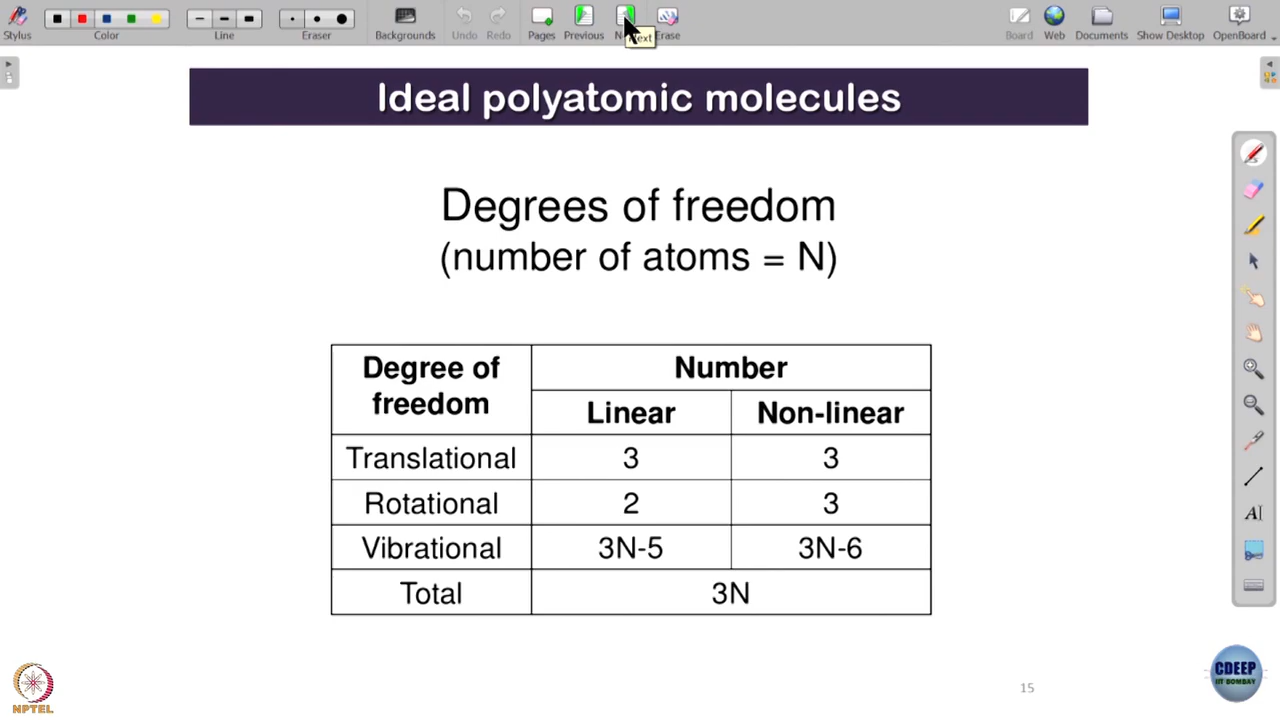 Stylus
Color
Line
Eraser
Backgrounds
Undo
Redo
Pages
Previous
Erase
Board
Web
Documents
Show Desktop
OpenBoard
Ideal polyatomic molecules
Degrees of freedom
(number of atoms = N)
Degree of freedom
Number
Linear
Non-linear
Translational 3 3
Rotational 2 3
Vibrational 3N-5 3N-6
Total 3N
NPTEL
15
CDEEP
IIT BOMBAY